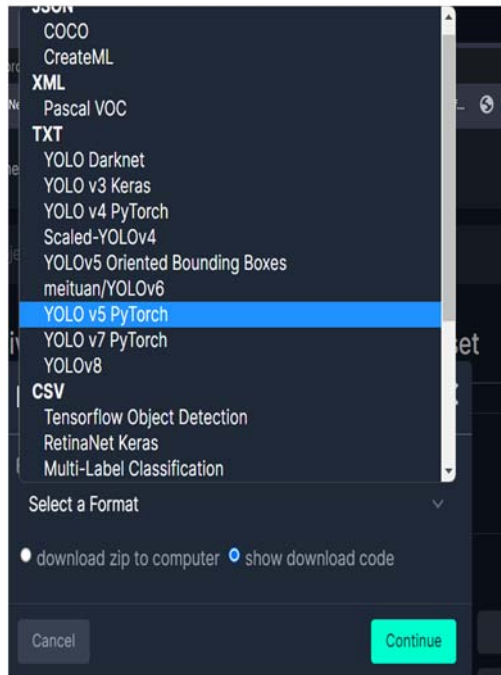 JSON
COCO
CreateML
XML
Pascal VOC
TXT
YOLO Darknet
YOLO v3 Keras
YOLO v4 PyTorch
Scaled-YOLOv4
YOLOv5 Oriented Bounding Boxes
meituan/YOLOv6
YOLO v5 PyTorch
YOLO v7 PyTorch
YOLOv8
CSV
Tensorflow Object Detection
RetinaNet Keras
Multi-Label Classification
Select a Format
download zip to computer show download code
Cancel Continue